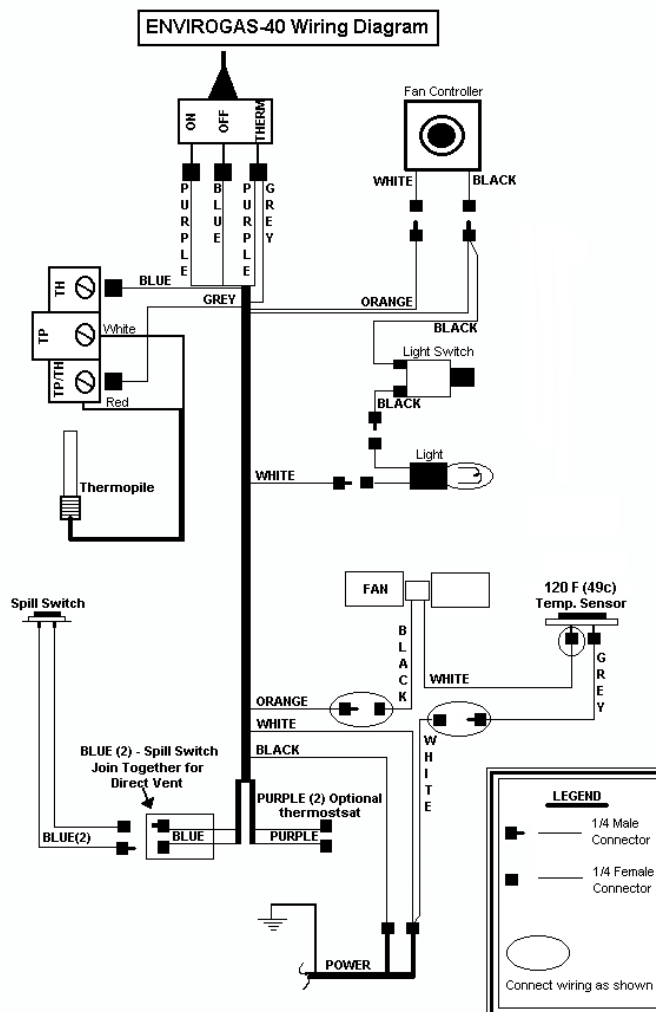 ENVIROGAS-40 Wiring Diagram
ON
OFF
THERM
PURPLE
BLUE
PURPLE
GREY
Fan Controller
WHITE
BLACK
TH
BLUE
GREY
ORANGE
BLACK
TP
White
TP/TH
Red
Light Switch
BLACK
Light
WHITE
Thermopile
FAN
120 F (49c)
Temp. Sensor
Spill Switch
BLACK
WHITE
GREY
ORANGE
WHITE
BLACK
WHITE
BLUE (2) - Spill Switch
Join Together for
Direct Vent
PURPLE (2) Optional
thermostsat
BLUE(2)
BLUE
PURPLE
POWER
LEGEND
1/4 Male
Connector
1/4 Female
Connector
Connect wiring as shown